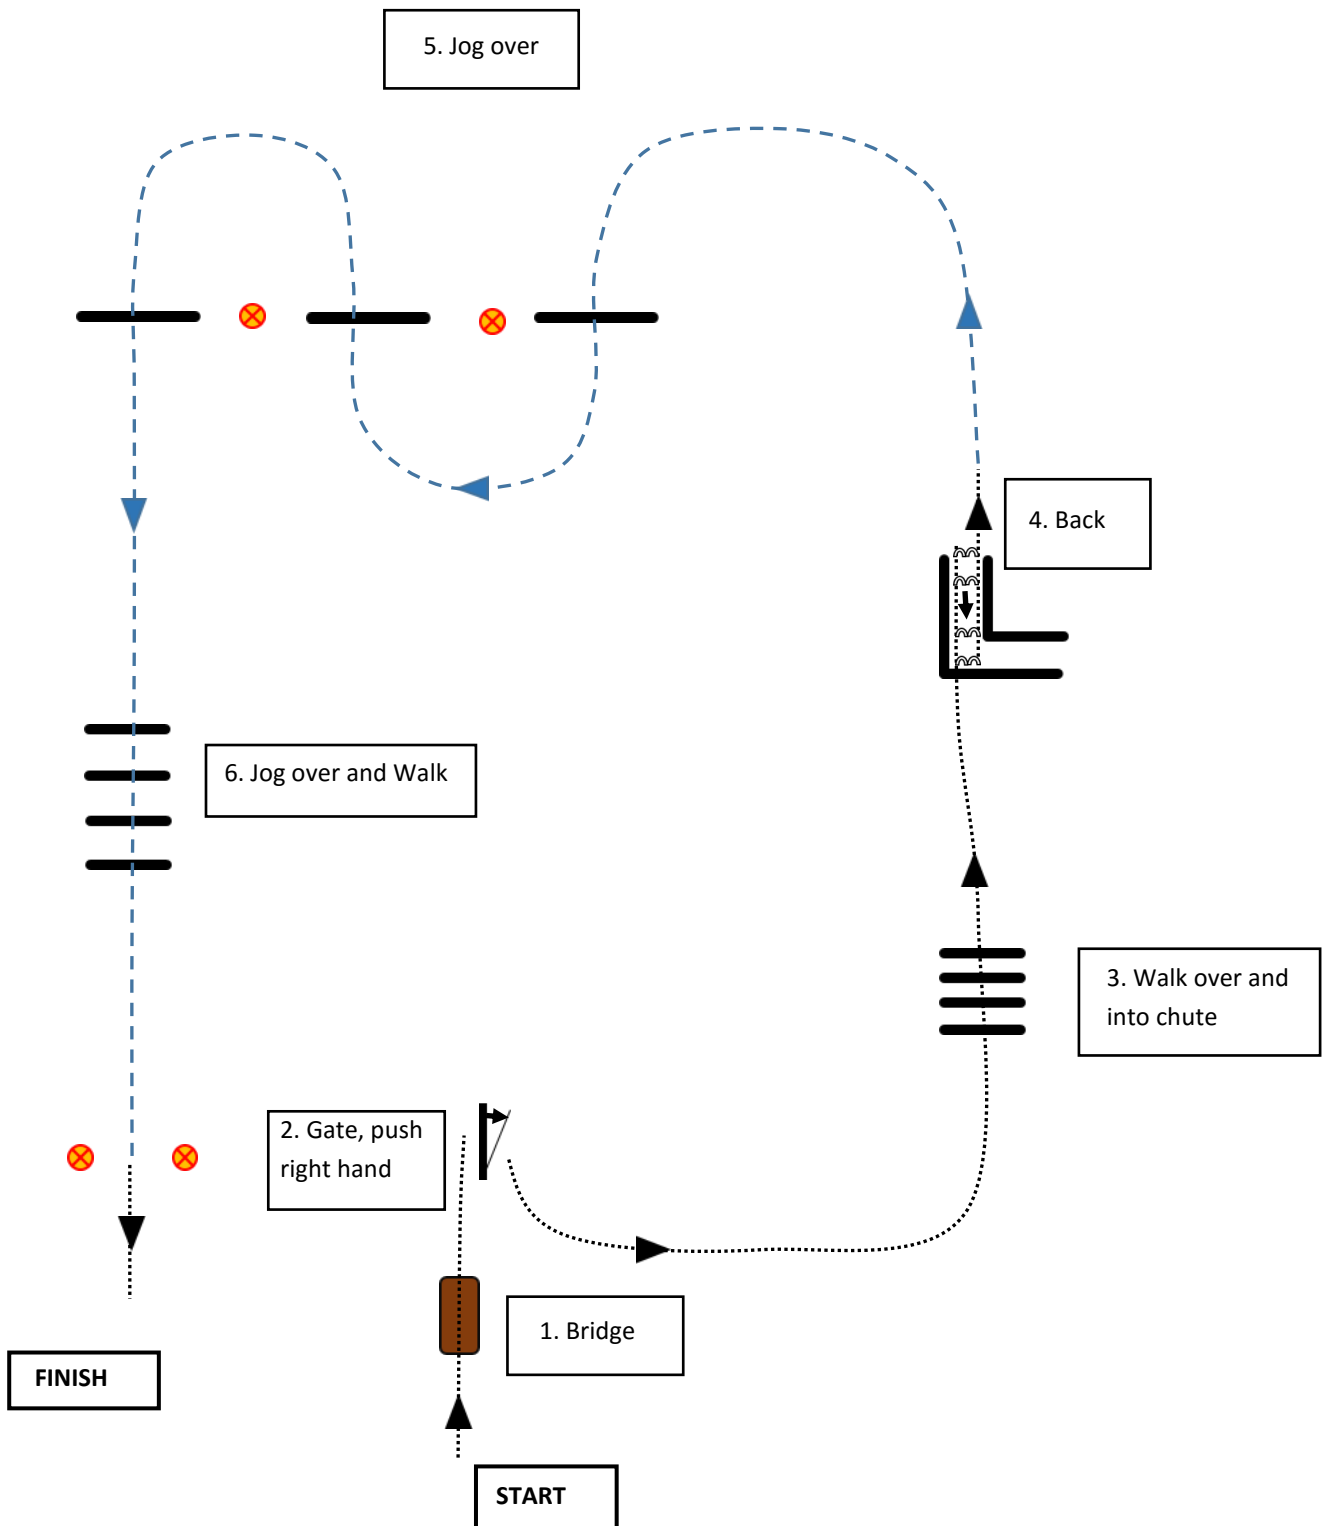 5. Jog over
4. Back
6. Jog over and Walk
3. Walk over and
into chute
2. Gate, push
right hand
1. Bridge
FINISH
START